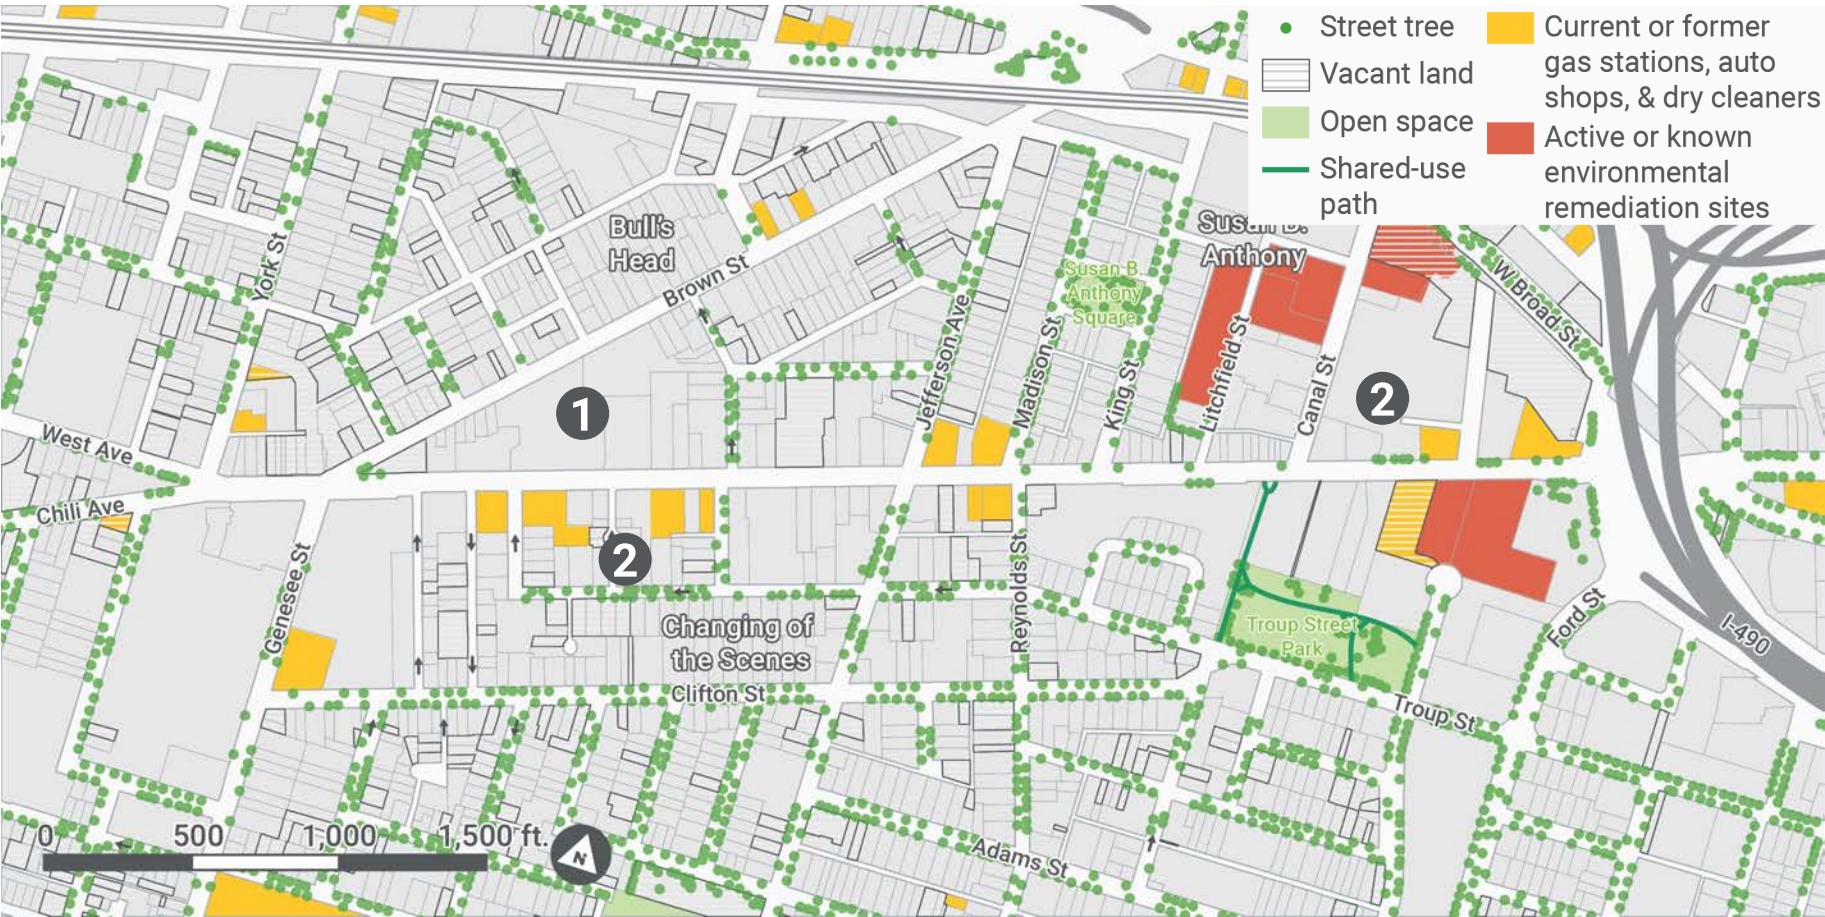 Street tree
Vacant land
Open space
Shared-use
path
Current or former
gas stations, auto
shops, & dry cleaners
Active or known
environmental
remediation sites
Bull's
Head
Susan B.
Anthony
York St
Brown St
Susan B.
Anthony
Square
W Broad St
Jefferson Ave
Madison St
King St
Litchfield St
Canal St
1
2
West Ave
Chili Ave
Genesee St
2
Reynolds St
Changing of
the Scenes
Clifton St
Troup Street
Park
Ford St
I-490
Troup St
0 500 1,000 1,500 ft.
N
Adams St